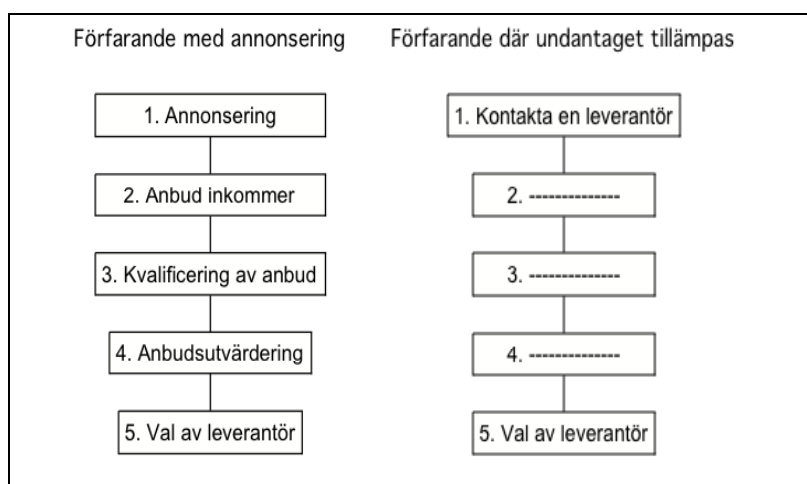 Förfarande med annonsering
1. Annonsering
2. Anbud inkommer
3. Kvalificering av anbud
4. Anbudsutvärdering
5. Val av leverantör
Förfarande där undantaget tillämpas
1. Kontakta en leverantör
2. --------------
3. --------------
4. --------------
5. Val av leverantör